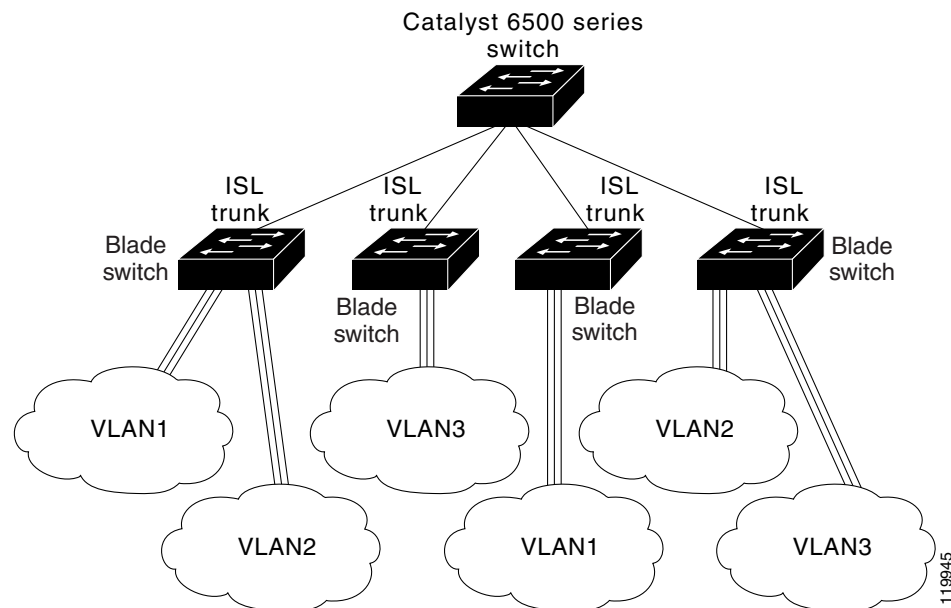 Catalyst 6500 series
switch
ISL
trunk
ISL
trunk
ISL
trunk
ISL
trunk
Blade
switch
Blade
switch
Blade
switch
Blade
switch
VLAN1
VLAN3
VLAN2
VLAN2
VLAN1
VLAN3
119945